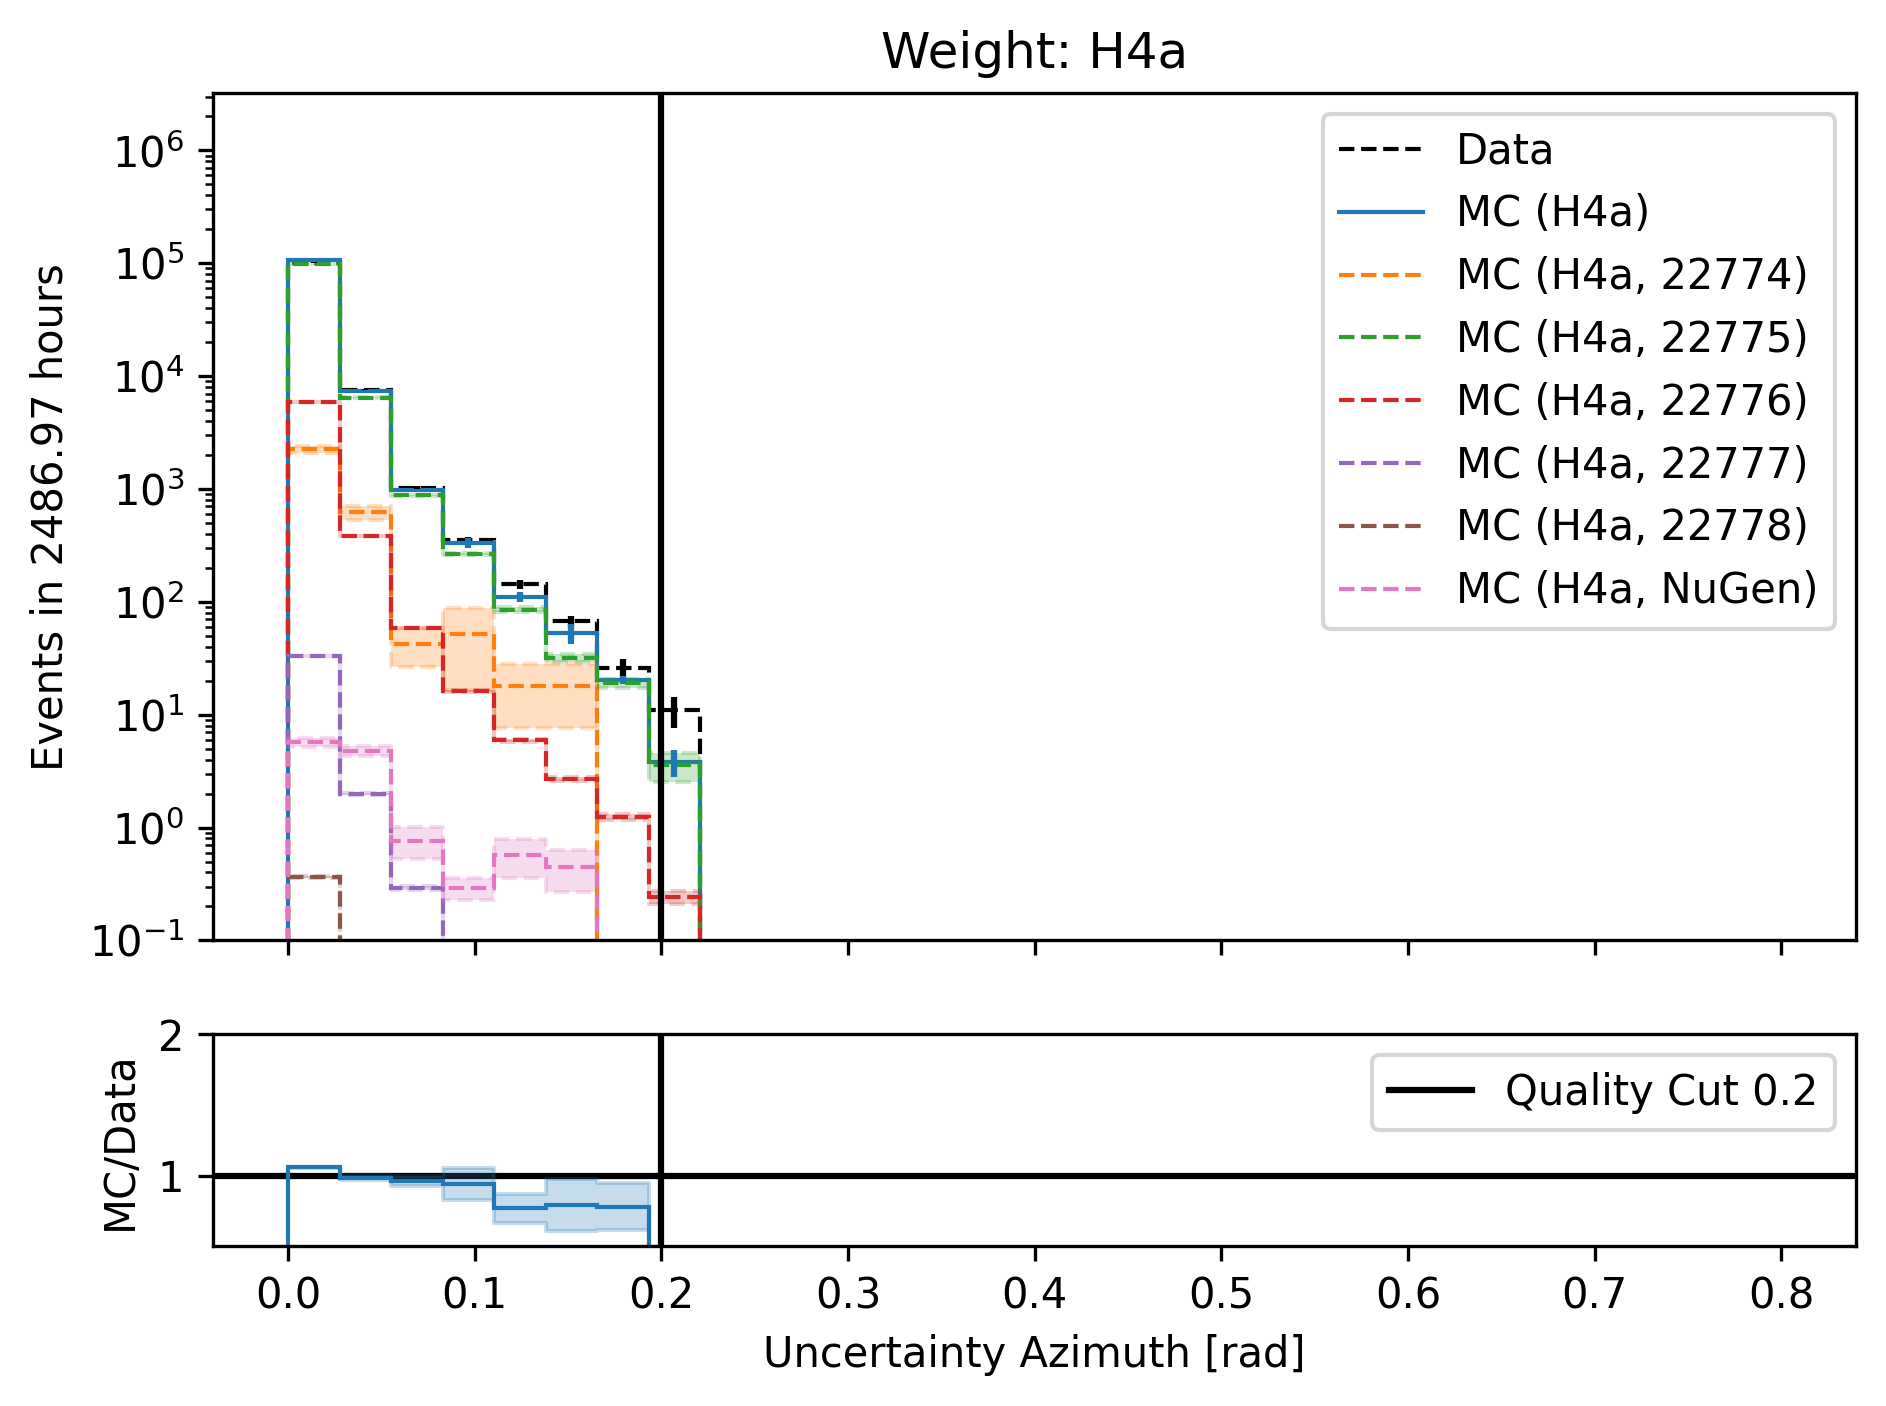 Weight: H4a
Events in 2486.97 hours
10⁶
10⁵
10⁴
10³
10²
10¹
10⁰
10⁻¹
Data
MC (H4a)
MC (H4a, 22774)
MC (H4a, 22775)
MC (H4a, 22776)
MC (H4a, 22777)
MC (H4a, 22778)
MC (H4a, NuGen)
MC/Data
2
1
Quality Cut 0.2
0.0 0.1 0.2 0.3 0.4 0.5 0.6 0.7 0.8
Uncertainty Azimuth [rad]